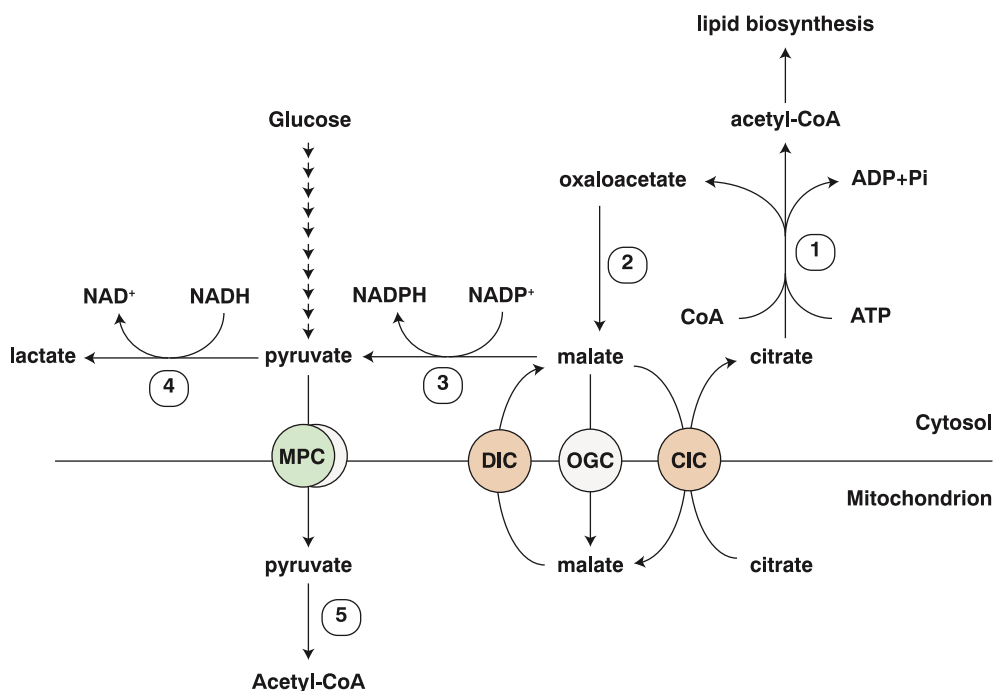 lipid biosynthesis
Glucose
acetyl-CoA
oxaloacetate
ADP+Pi
1
2
NAD⁺
NADH
NADPH
NADP⁺
CoA
ATP
lactate
pyruvate
malate
citrate
4
3
Cytosol
MPC
DIC
OGC
CIC
Mitochondrion
pyruvate
malate
citrate
5
Acetyl-CoA